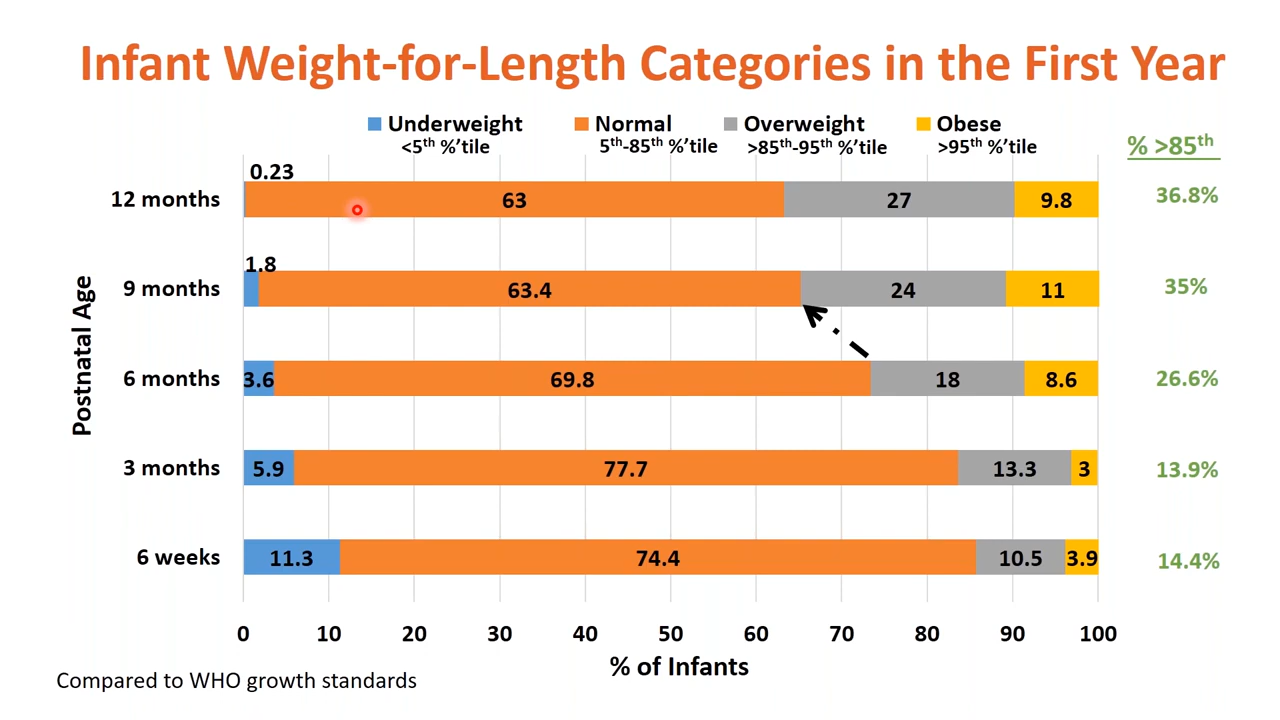 Infant Weight-for-Length Categories in the First Year
Underweight Normal Overweight Obese
<5th %'tile 5th-85th %'tile >85th-95th %'tile >95th %'tile
% >85th
0.23
12 months 63 27 9.8 36.8%
1.8
9 months 63.4 24 11 35%
6 months 3.6 69.8 18 8.6 26.6%
3 months 5.9 77.7 13.3 3 13.9%
6 weeks 11.3 74.4 10.5 3.9 14.4%
Postnatal Age
0 10 20 30 40 50 60 70 80 90 100
% of Infants
Compared to WHO growth standards